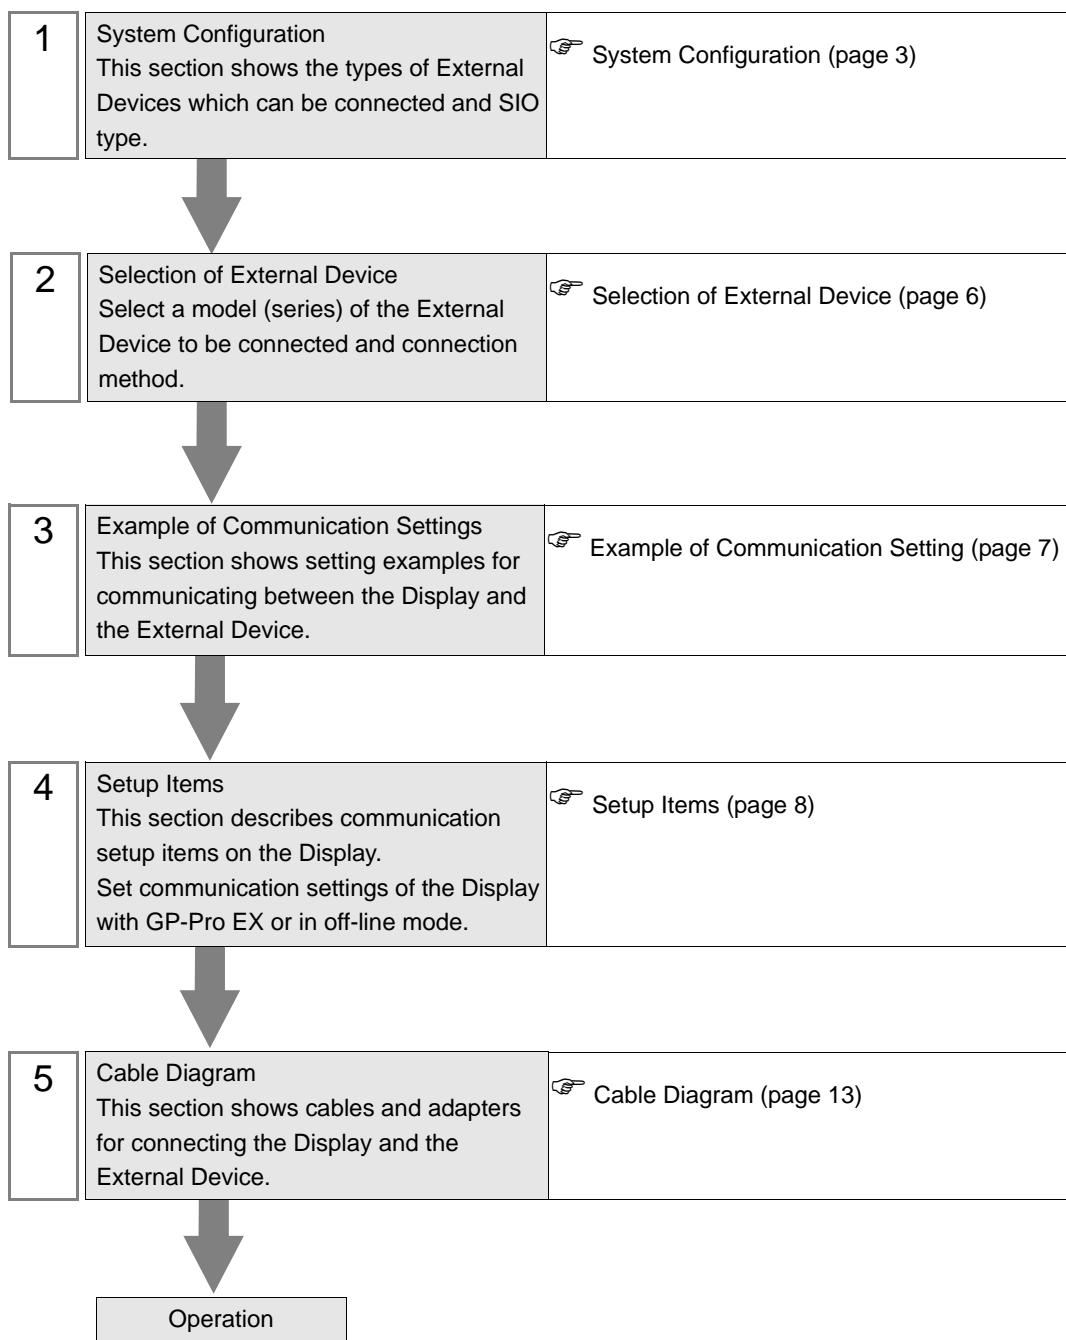 1
System Configuration
This section shows the types of External
Devices which can be connected and SIO
type.
System Configuration (page 3)
2
Selection of External Device
Select a model (series) of the External
Device to be connected and connection
method.
Selection of External Device (page 6)
3
Example of Communication Settings
This section shows setting examples for
communicating between the Display and
the External Device.
Example of Communication Setting (page 7)
4
Setup Items
This section describes communication
setup items on the Display.
Set communication settings of the Display
with GP-Pro EX or in off-line mode.
Setup Items (page 8)
5
Cable Diagram
This section shows cables and adapters
for connecting the Display and the
External Device.
Cable Diagram (page 13)
Operation